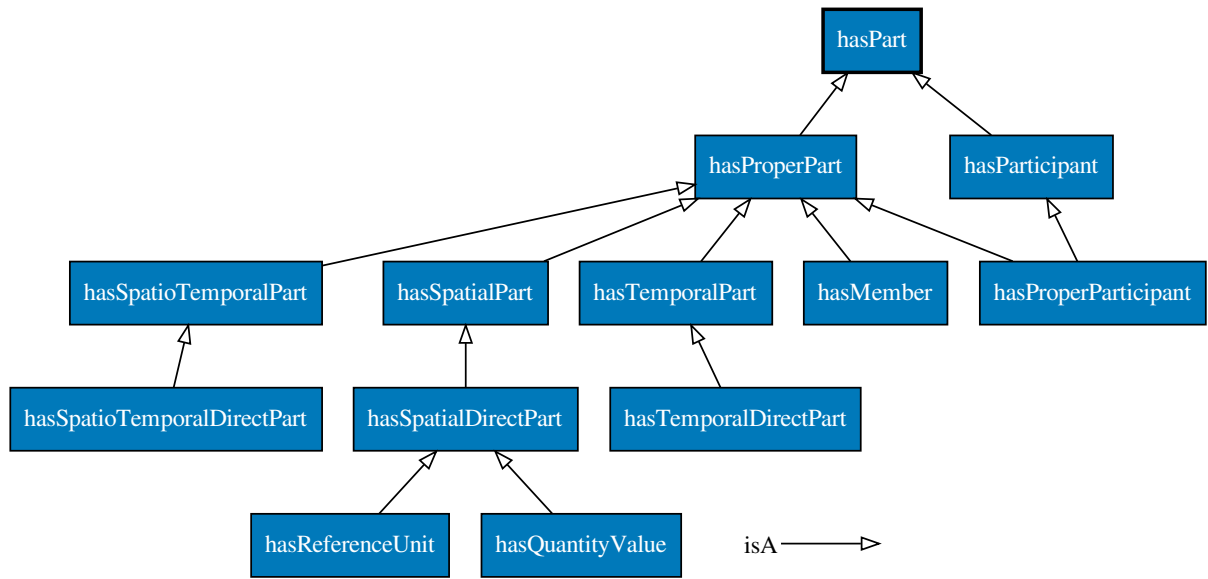 hasPart
hasProperPart
hasParticipant
hasSpatioTemporalPart
hasSpatialPart
hasTemporalPart
hasMember
hasProperParticipant
hasSpatioTemporalDirectPart
hasSpatialDirectPart
hasTemporalDirectPart
hasReferenceUnit
hasQuantityValue
isA